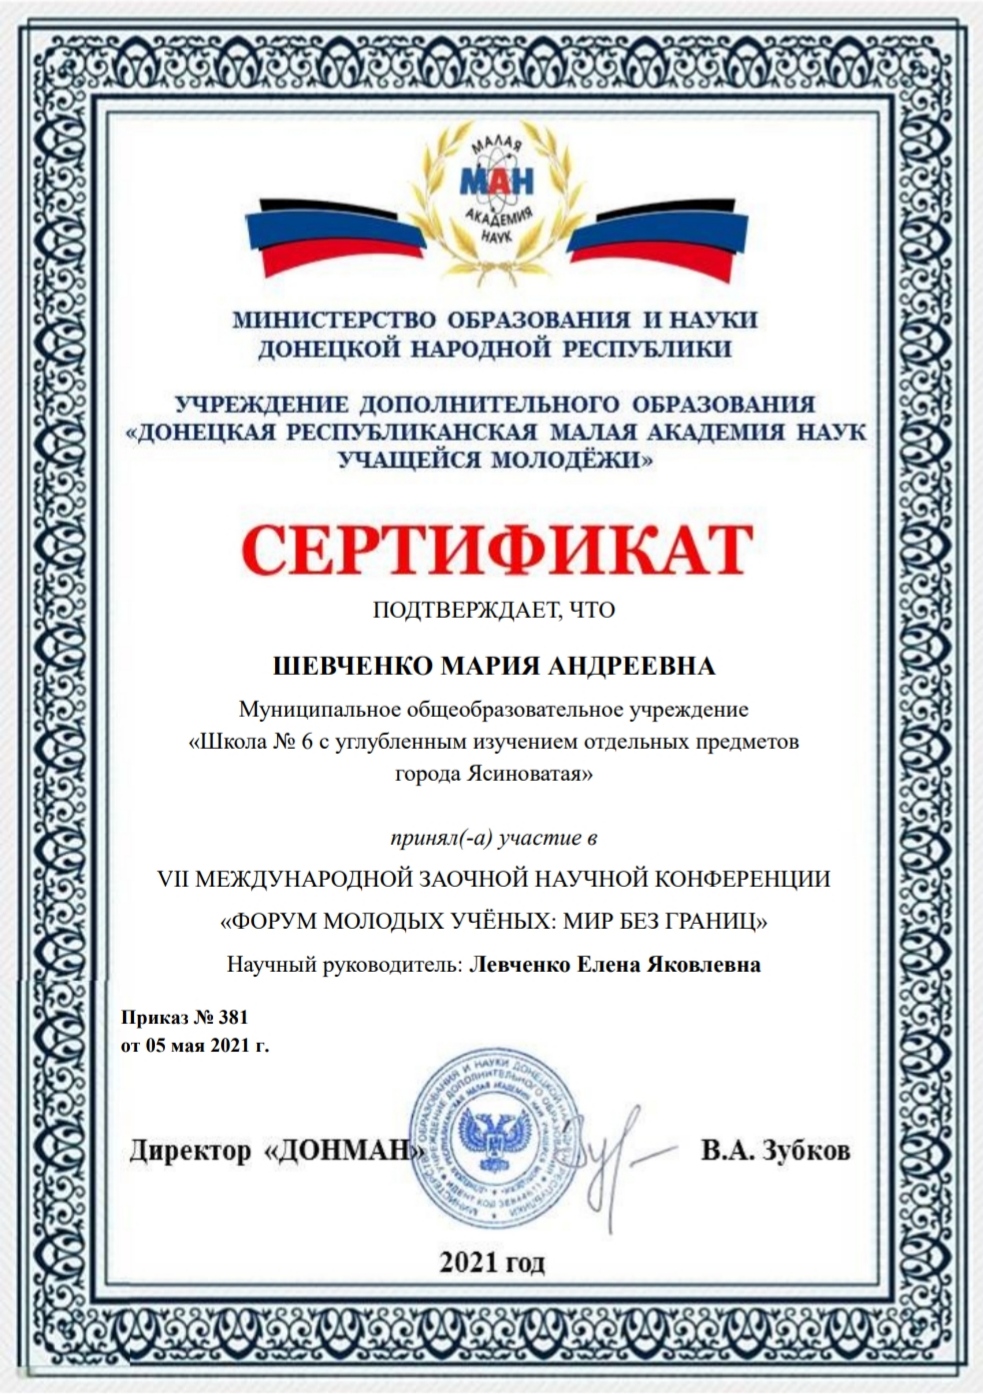 МАЛАЯ
МАН
АКАДЕМИЯ
НАУК
МИНИСТЕРСТВО ОБРАЗОВАНИЯ И НАУКИ
ДОНЕЦКОЙ НАРОДНОЙ РЕСПУБЛИКИ
УЧРЕЖДЕНИЕ ДОПОЛНИТЕЛЬНОГО ОБРАЗОВАНИЯ
«ДОНЕЦКАЯ РЕСПУБЛИКАНСКАЯ МАЛАЯ АКАДЕМИЯ НАУК
УЧАЩЕЙСЯ МОЛОДЁЖИ»
СЕРТИФИКАТ
ПОДТВЕРЖДАЕТ, ЧТО
ШЕВЧЕНКО МАРИЯ АНДРЕЕВНА
Муниципальное общеобразовательное учреждение
«Школа № 6 с углубленным изучением отдельных предметов
города Ясиноватая»
принял(-а) участие в
VII МЕЖДУНАРОДНОЙ ЗАОЧНОЙ НАУЧНОЙ КОНФЕРЕНЦИИ
«ФОРУМ МОЛОДЫХ УЧЁНЫХ: МИР БЕЗ ГРАНИЦ»
Научный руководитель: Левченко Елена Яковлевна
Приказ № 381
от 05 мая 2021 г.
Директор «ДОНМАН» В.А. Зубков
2021 год